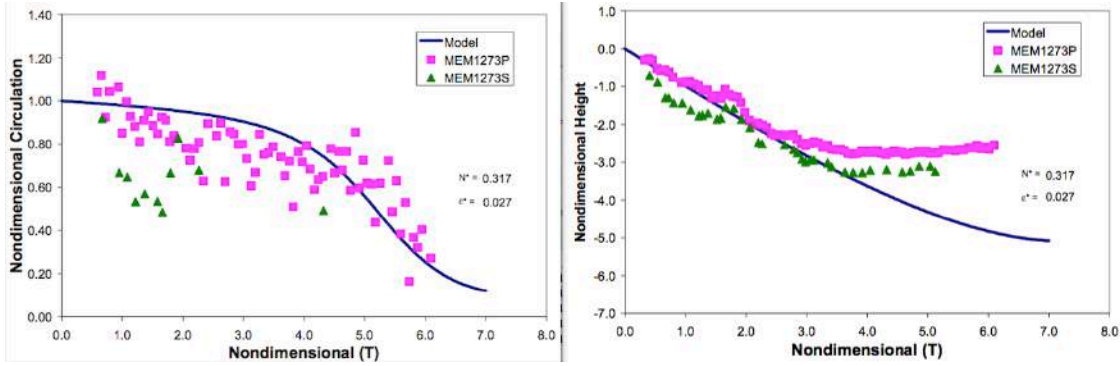 1.40
1.20
1.00
0.80
0.60
0.40
0.20
0.00
Nondimensional Circulation
Model
MEM1273P
MEM1273S
N* = 0.317
ε* = 0.027
0.0 1.0 2.0 3.0 4.0 5.0 6.0 7.0 8.0
Nondimensional (T)
1.0
0.0
-1.0
-2.0
-3.0
-4.0
-5.0
-6.0
-7.0
Nondimensional Height
Model
MEM1273P
MEM1273S
N* = 0.317
ε* = 0.027
0.0 1.0 2.0 3.0 4.0 5.0 6.0 7.0 8.0
Nondimensional (T)